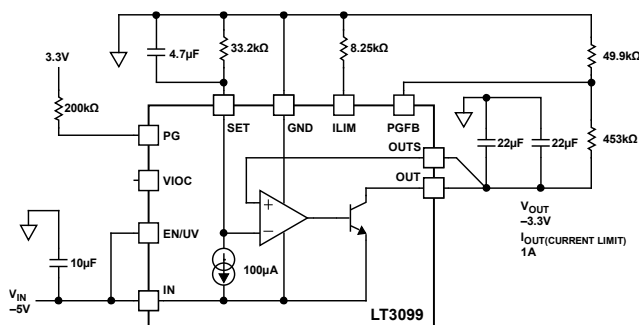 4.7µF
33.2kΩ
8.25kΩ
49.9kΩ
3.3V
200kΩ
SET
GND
ILIM
PGFB
PG
OUTS
22µF
22µF
453kΩ
OUT
VIOC
+
–
EN/UV
VOUT
–3.3V
IOUT(CURRENT LIMIT)
1A
10µF
100µA
VIN
–5V
IN
LT3099